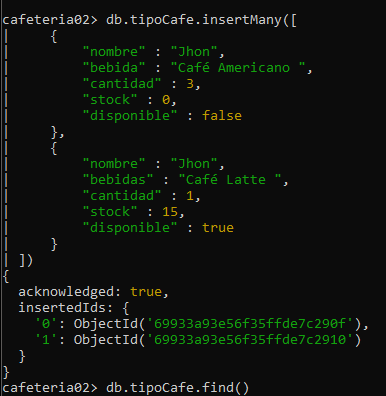 cafeteria02> db.tipoCafe.insertMany([
|     {
|         "nombre" : "Jhon",
|         "bebida" : "Café Americano ",
|         "cantidad" : 3,
|         "stock" : 0,
|         "disponible" : false
|     },
|     {
|         "nombre" : "Jhon",
|         "bebidas" : "Café Latte ",
|         "cantidad" : 1,
|         "stock" : 15,
|         "disponible" : true
|     }
| ])
{
  acknowledged: true,
  insertedIds: {
    '0': ObjectId('69933a93e56f35ffde7c290f'),
    '1': ObjectId('69933a93e56f35ffde7c2910')
  }
}
cafeteria02> db.tipoCafe.find()